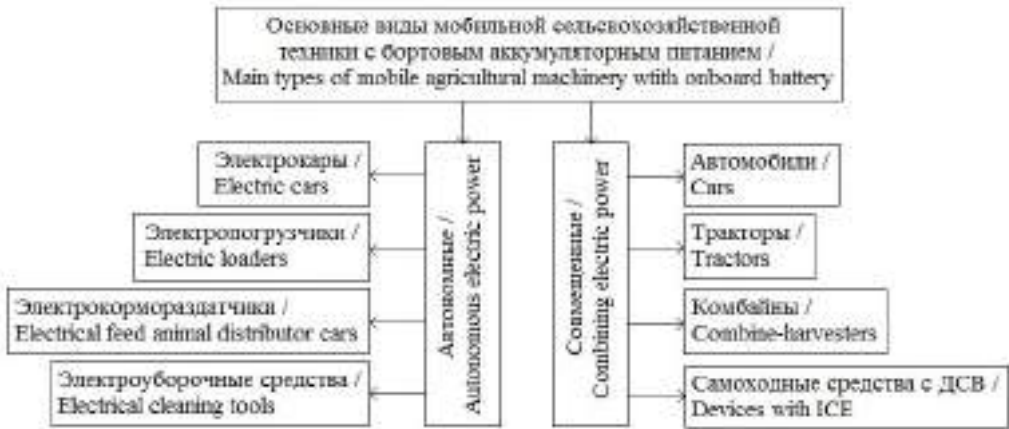 Основные виды мобильной сельсвохозяйственной
техники с бортовым аккумуляторным питанием /
Main types of mobile agricultural machinery wtith onboard battery
Электрокары /
Electric cars
Электропогрузчики /
Electric loaders
Электрокормораздатчики /
Electrical feed animal distributor cars
Электроуборочные средства /
Electrical cleaning tools
Автономные /
Autonomous electric power
Совмещенные /
Combining electric power
Автомобили /
Cars
Тракторы /
Tractors
Комбайны /
Combine-harvesters
Самоходные средства с ДСВ /
Devices with ICE